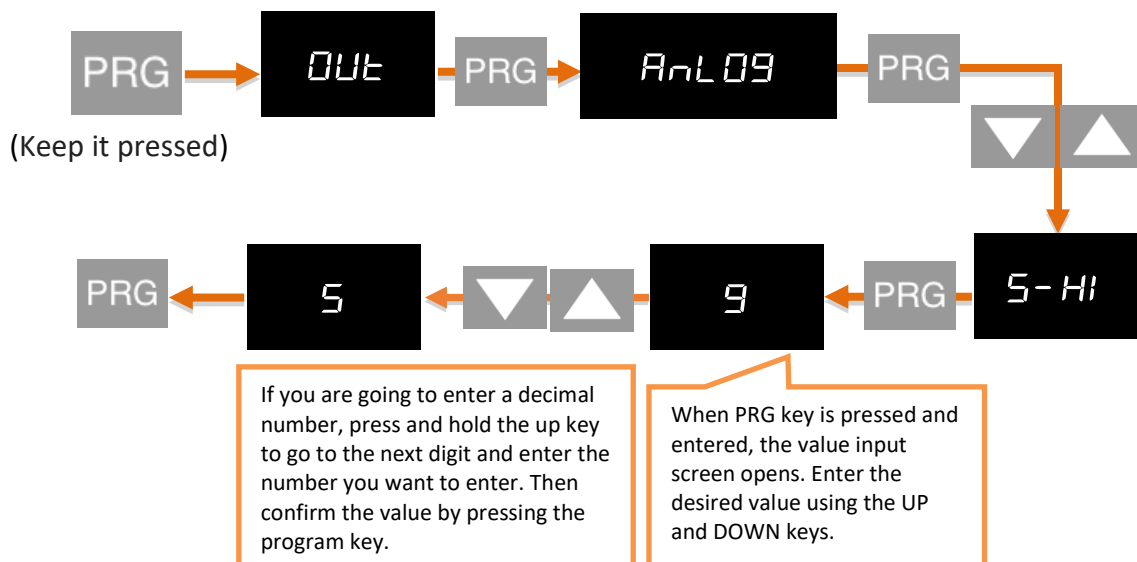 PRG
OUt
PRG
AnLO9
PRG
(Keep it pressed)
PRG
5
9
PRG
S-HI
If you are going to enter a decimal
number, press and hold the up key
to go to the next digit and enter the
number you want to enter. Then
confirm the value by pressing the
program key.
When PRG key is pressed and
entered, the value input
screen opens. Enter the
desired value using the UP
and DOWN keys.